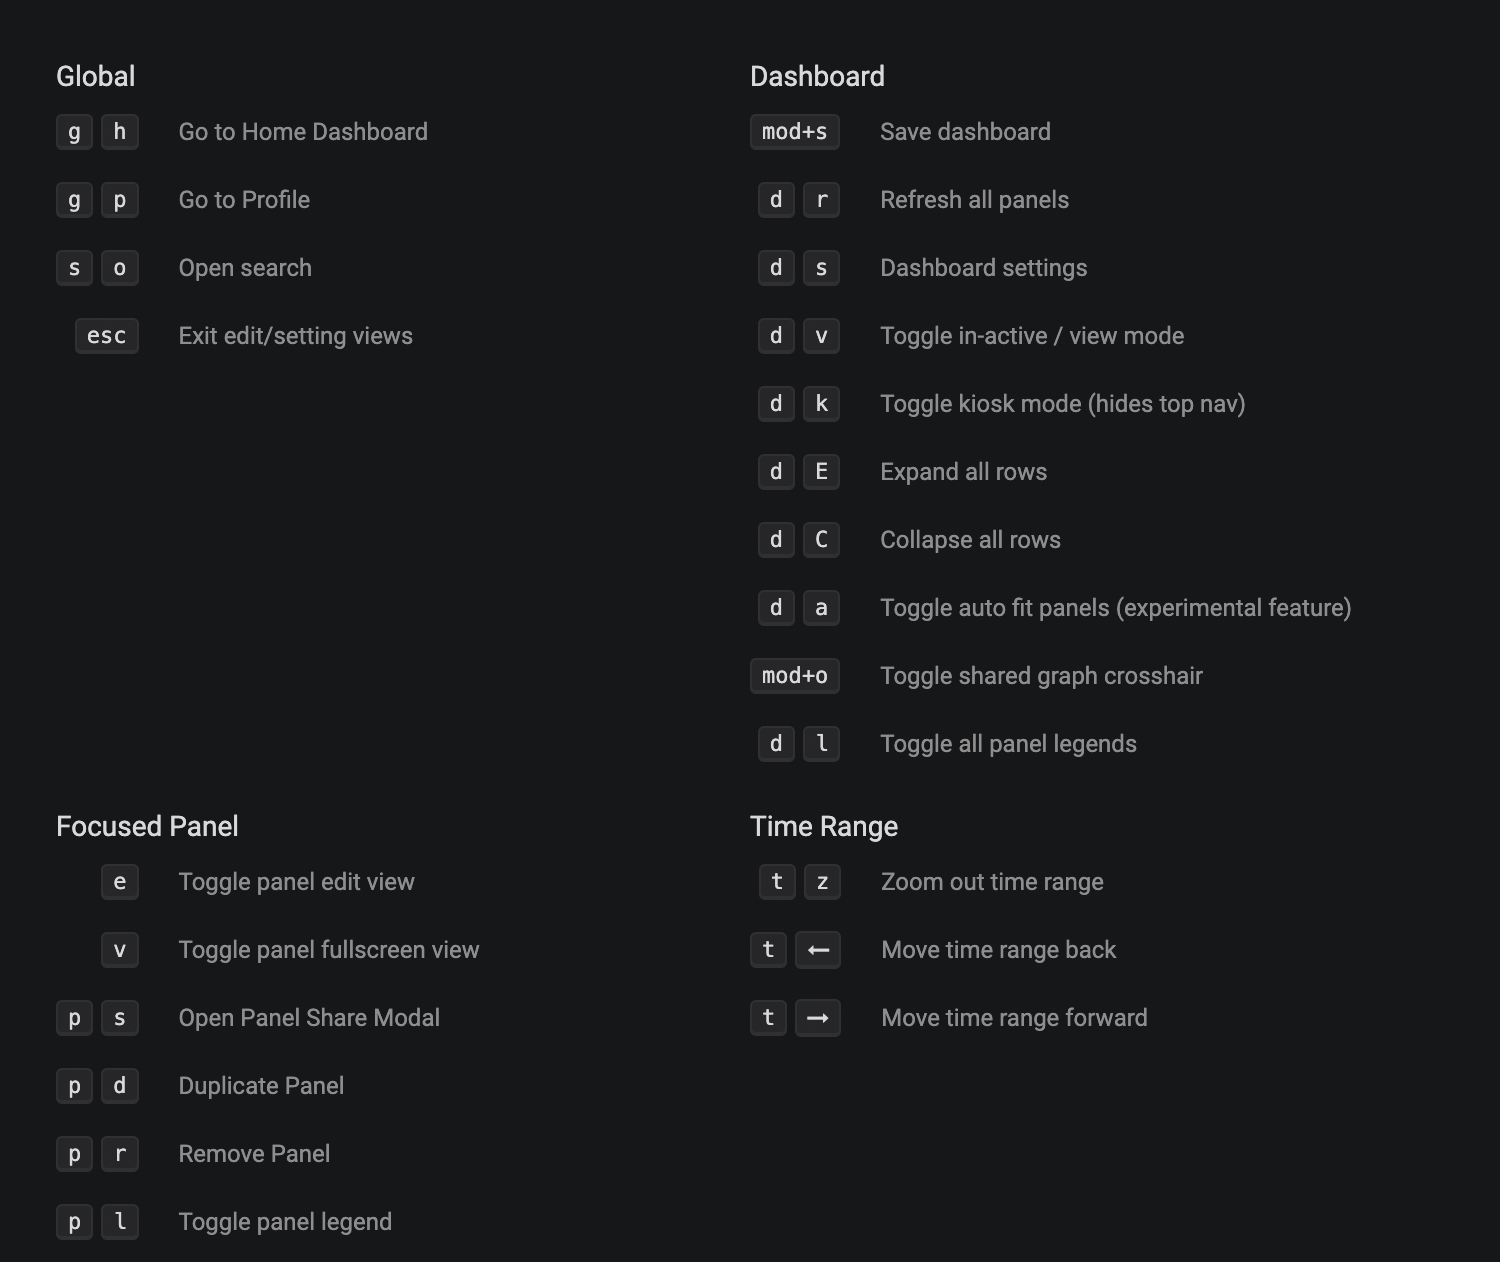 Global
g h Go to Home Dashboard
g p Go to Profile
s o Open search
esc Exit edit/setting views
Dashboard
mod+s Save dashboard
d r Refresh all panels
d s Dashboard settings
d v Toggle in-active / view mode
d k Toggle kiosk mode (hides top nav)
d E Expand all rows
d C Collapse all rows
d a Toggle auto fit panels (experimental feature)
mod+o Toggle shared graph crosshair
d l Toggle all panel legends
Focused Panel
e Toggle panel edit view
v Toggle panel fullscreen view
p s Open Panel Share Modal
p d Duplicate Panel
p r Remove Panel
p l Toggle panel legend
Time Range
t z Zoom out time range
t ← Move time range back
t → Move time range forward